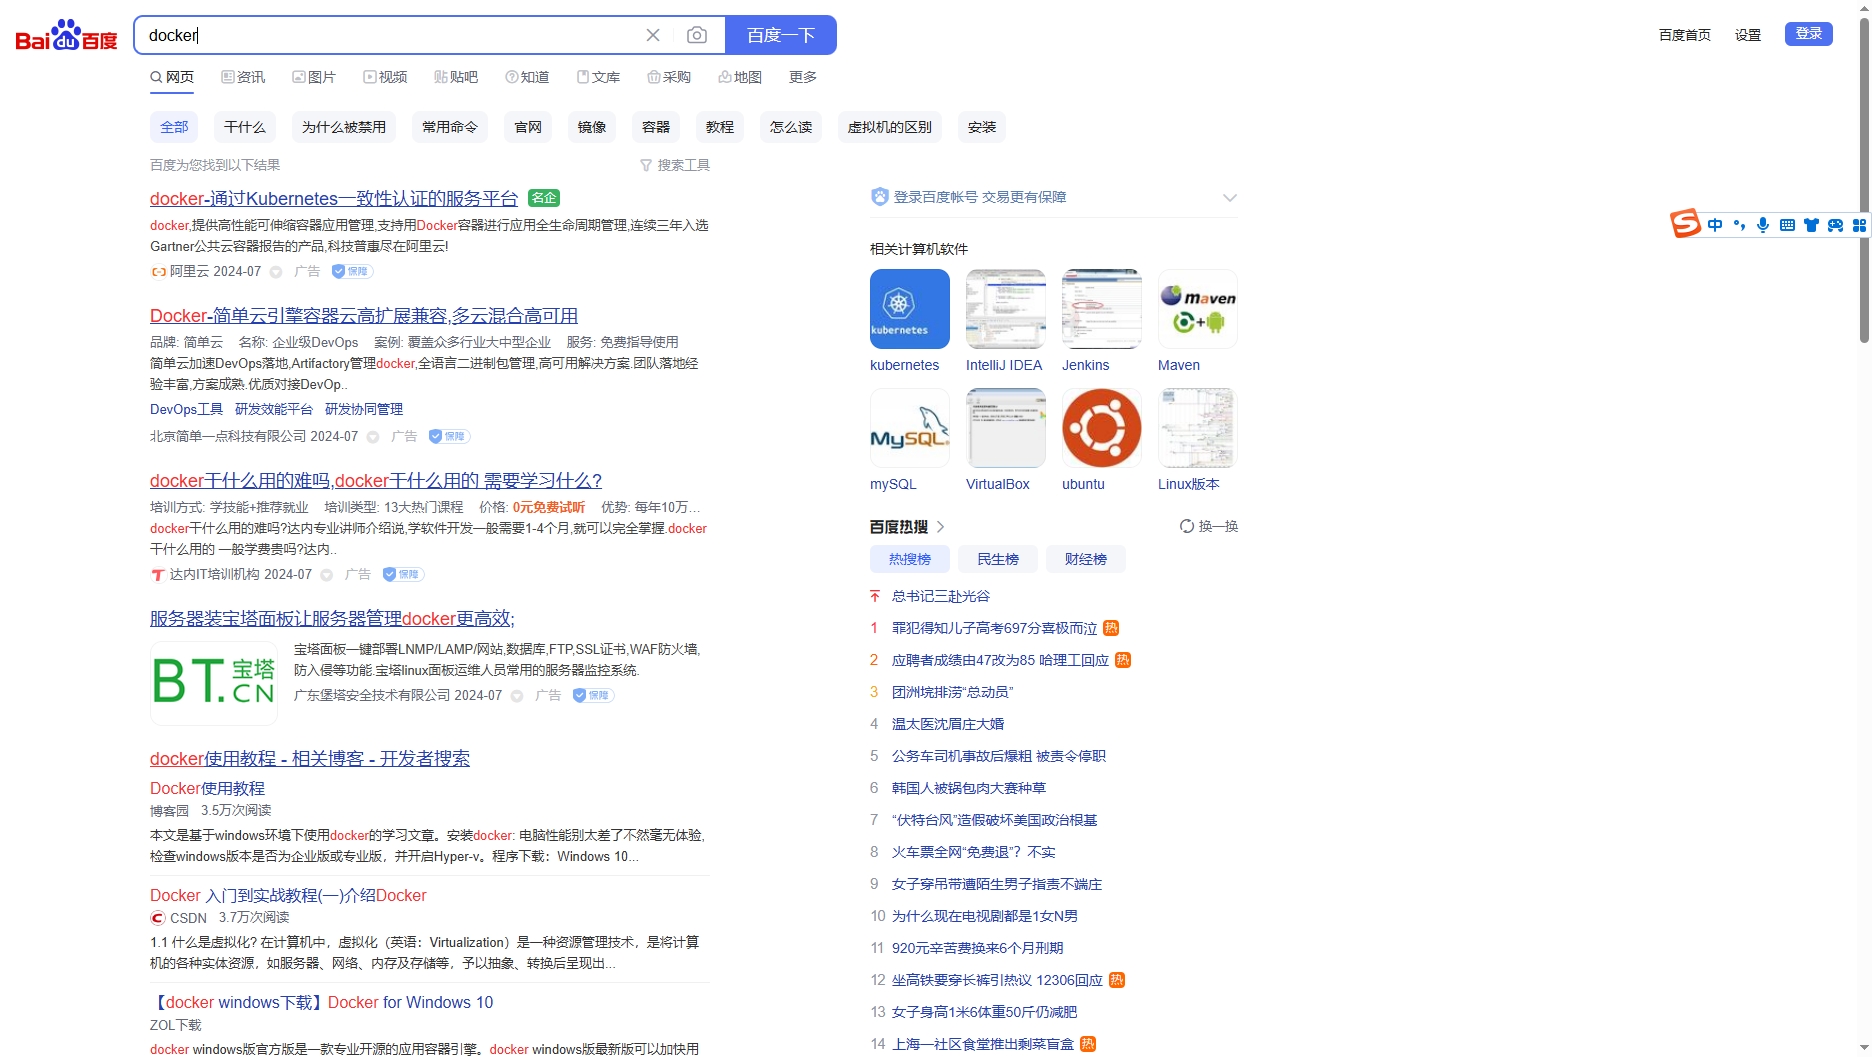 Bai du 百度
docker
百度一下
百度首页 设置 登录
网页 资讯 图片 视频 贴吧 知道 文库 采购 地图 更多
全部 干什么 为什么被禁用 常用命令 官网 镜像 容器 教程 怎么读 虚拟机的区别 安装
百度为您找到以下结果 搜索工具
docker-通过Kubernetes一致性认证的服务平台 名企
docker,提供高性能可伸缩容器应用管理,支持用Docker容器进行应用全生命周期管理,连续三年入选
Gartner公共云容器报告的产品,科技普惠尽在阿里云!
阿里云 2024-07 广告 保障
Docker-简单云引擎容器云高扩展兼容,多云混合高可用
品牌: 简单云 名称: 企业级DevOps 案例: 覆盖众多行业大中型企业 服务: 免费指导使用
简单云加速DevOps落地,Artifactory管理docker,全语言二进制包管理,高可用解决方案.团队落地经
验丰富,方案成熟.优质对接DevOp..
DevOps工具 研发效能平台 研发协同管理
北京简单一点科技有限公司 2024-07 广告 保障
docker干什么用的难吗,docker干什么用的 需要学习什么?
培训方式: 学技能+推荐就业 培训类型: 13大热门课程 价格: 0元免费试听 优势: 每年10万...
docker干什么用的难吗?达内专业讲师介绍说,学软件开发一般需要1-4个月,就可以完全掌握.docker
干什么用的 一般学费贵吗?达内..
达内IT培训机构 2024-07 广告 保障
服务器装宝塔面板让服务器管理docker更高效;
BT.宝塔CN
宝塔面板一键部署LNMP/LAMP/网站,数据库,FTP,SSL证书,WAF防火墙,
防入侵等功能.宝塔linux面板运维人员常用的服务器监控系统.
广东堡塔安全技术有限公司 2024-07 广告 保障
docker使用教程 - 相关博客 - 开发者搜索
Docker使用教程
博客园 3.5万次阅读
本文是基于windows环境下使用docker的学习文章。安装docker: 电脑性能别太差了不然毫无体验,
检查windows版本是否为企业版或专业版，并开启Hyper-v。程序下载：Windows 10...
Docker 入门到实战教程(一)介绍Docker
CSDN 3.7万次阅读
1.1 什么是虚拟化? 在计算机中，虚拟化（英语：Virtualization）是一种资源管理技术，是将计算
机的各种实体资源，如服务器、网络、内存及存储等，予以抽象、转换后呈现出...
【docker windows下载】Docker for Windows 10
ZOL下载
docker windows版官方版是一款专业开源的应用容器引擎。docker windows版最新版可以加快用
登录百度帐号 交易更有保障
中
相关计算机软件
kubernetes
maven
kubernetes IntelliJ IDEA Jenkins Maven
MySQL
mySQL VirtualBox ubuntu Linux版本
百度热搜 换一换
热搜榜 民生榜 财经榜
总书记三赴光谷
1 罪犯得知儿子高考697分喜极而泣 热
2 应聘者成绩由47改为85 哈理工回应 热
3 团洲垸排涝“总动员”
4 温太医沈眉庄大婚
5 公务车司机事故后爆粗 被责令停职
6 韩国人被锅包肉大赛种草
7 “伏特台风”造假破坏美国政治根基
8 火车票全网“免费退”？不实
9 女子穿吊带遭陌生男子指责不端庄
10 为什么现在电视剧都是1女N男
11 920元辛苦费换来6个月刑期
12 坐高铁要穿长裤引热议 12306回应 热
13 女子身高1米6体重50斤仍减肥
14 上海一社区食堂推出剩菜盲盒 热